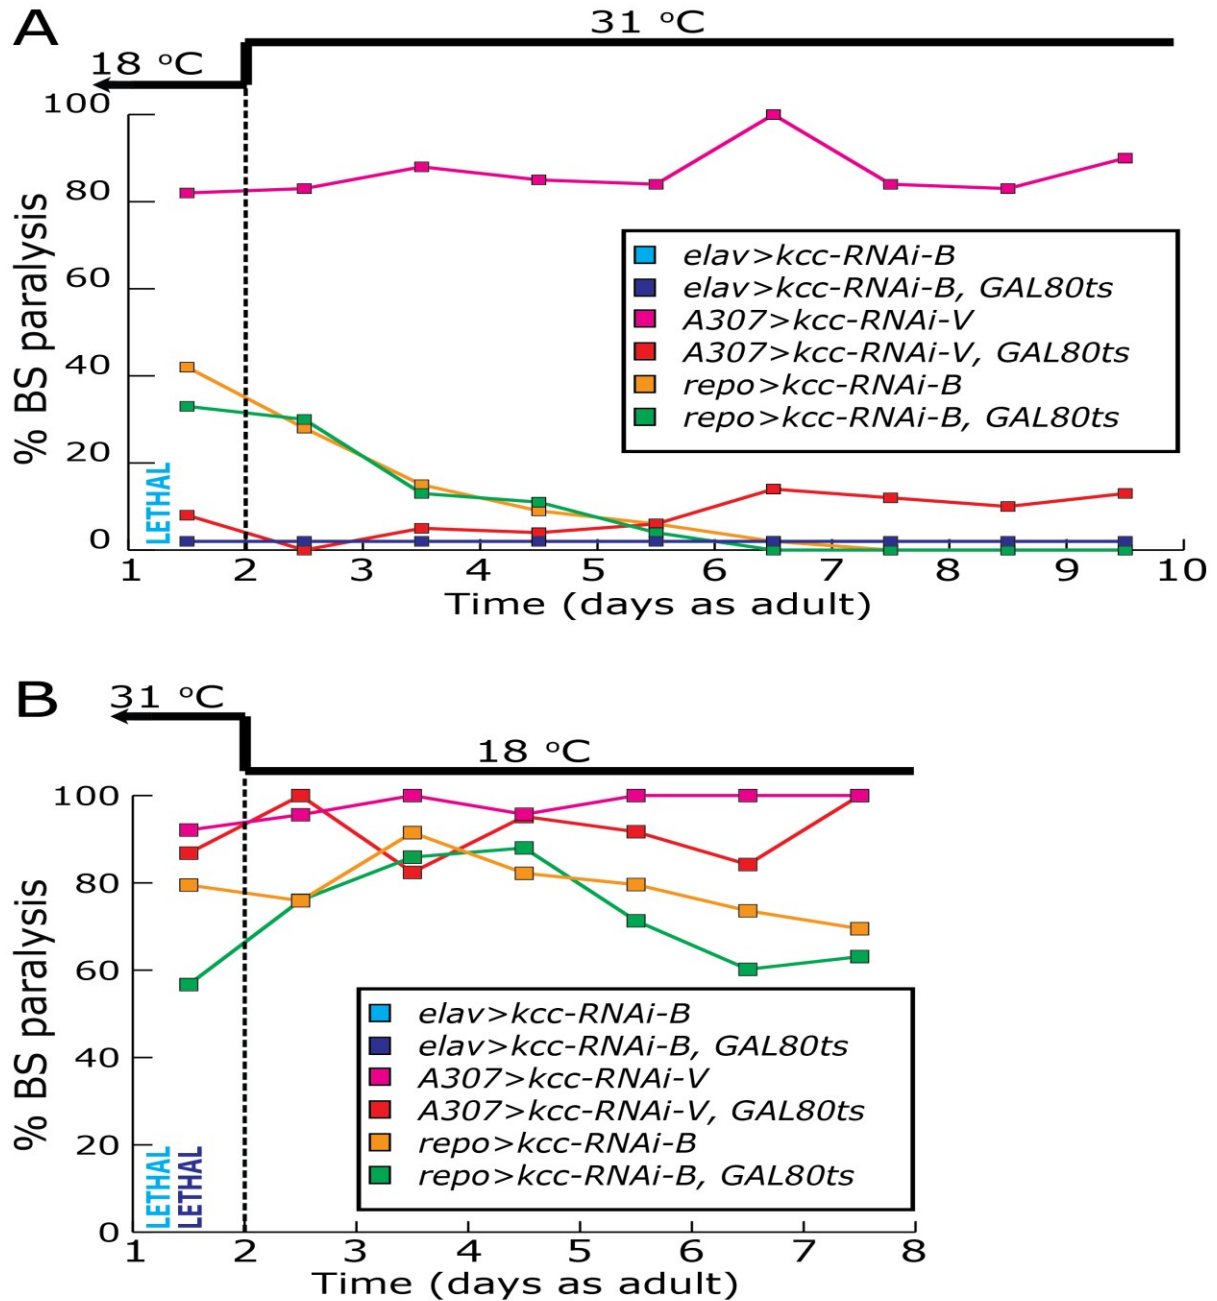 A
31 °C
18 °C
100
80
60
40
20
0
% BS paralysis
LETHAL
elav>kcc-RNAi-B
elav>kcc-RNAi-B, GAL80ts
A307>kcc-RNAi-V
A307>kcc-RNAi-V, GAL80ts
repo>kcc-RNAi-B
repo>kcc-RNAi-B, GAL80ts
1 2 3 4 5 6 7 8 9 10
Time (days as adult)
B
31 °C
18 °C
100
80
60
40
20
0
% BS paralysis
LETHAL
LETHAL
elav>kcc-RNAi-B
elav>kcc-RNAi-B, GAL80ts
A307>kcc-RNAi-V
A307>kcc-RNAi-V, GAL80ts
repo>kcc-RNAi-B
repo>kcc-RNAi-B, GAL80ts
1 2 3 4 5 6 7 8
Time (days as adult)